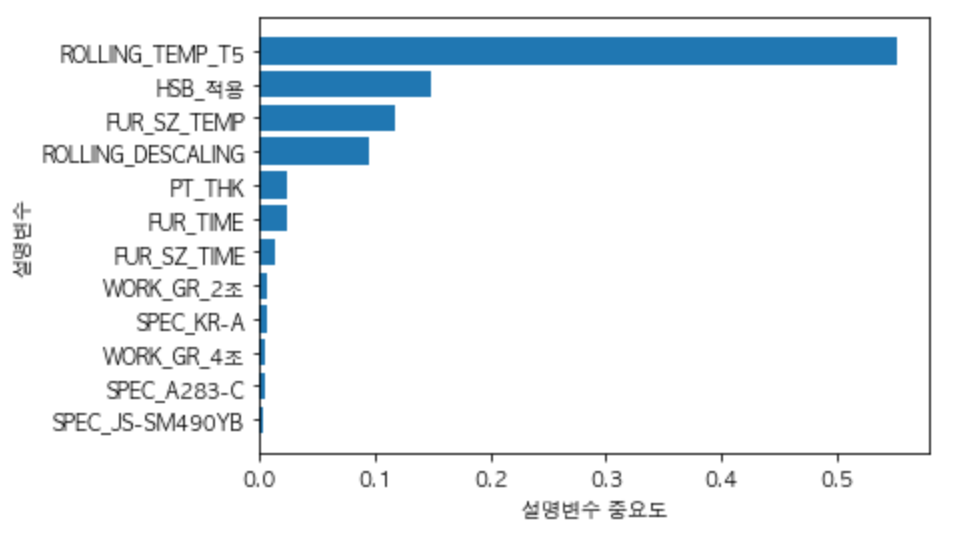 ROLLING_TEMP_T5
HSB_적용
FUR_SZ_TEMP
ROLLING_DESCALING
PT_THK
FUR_TIME
FUR_SZ_TIME
WORK_GR_2조
SPEC_KR-A
WORK_GR_4조
SPEC_A283-C
SPEC_JS-SM490YB
설명변수
0.0 0.1 0.2 0.3 0.4 0.5
설명변수 중요도